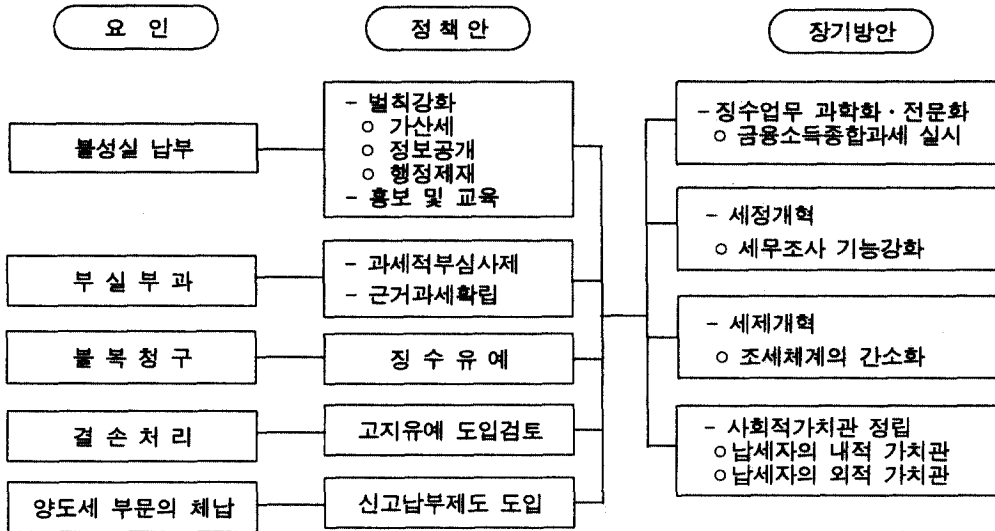 요 인
정 책 안
장기방안
불성실 납부
- 벌칙강화
o 가산세
o 정보공개
o 행정제재
- 홍보 및 교육
부 실 부 과
- 과세적부심사제
- 근거과세확립
불 복 청 구
징 수 유 예
결 손 처 리
고지유예 도입검토
양도세 부문의 체납
신고납부제도 도입
- 징수업무 과학화 · 전문화
o 금융소득종합과세 실시
- 세정개혁
o 세무조사 기능강화
- 세제개혁
o 조세체계의 간소화
- 사회적가치관 정립
o 납세자의 내적 가치관
o 납세자의 외적 가치관